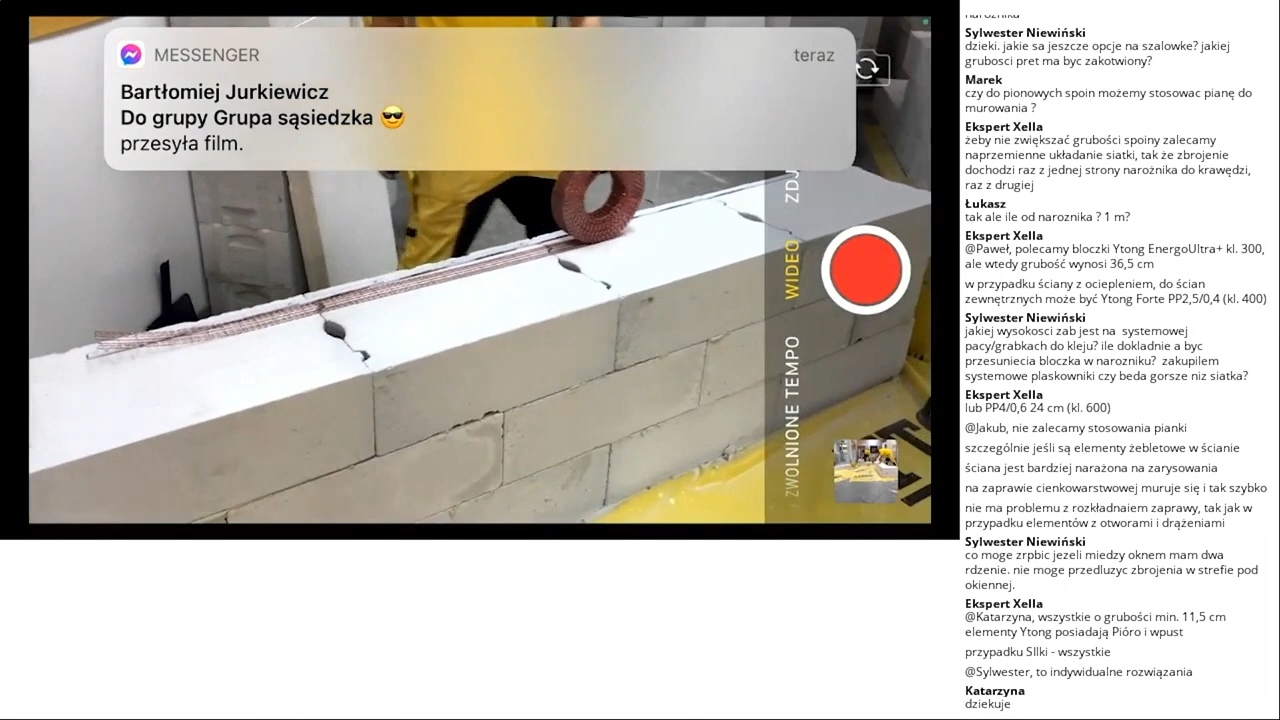 MESSENGER
teraz
Bartłomiej Jurkiewicz
Do grupy Grupa sąsiedzka 😎
przesyła film.
ZDJ
WIDEO
ZWOLNIONE TEMPO
narożnika
Sylwester Niewiński
dzieki. jakie sa jeszcze opcje na szalowke? jakiej
grubosci pret ma byc zakotwiony?
Marek
czy do pionowych spoin możemy stosowac pianę do
murowania ?
Ekspert Xella
żeby nie zwiększać grubości spoiny zalecamy
naprzemienne układanie siatki, tak że zbrojenie
dochodzi raz z jednej strony narożnika do krawędzi,
raz z drugiej
Łukasz
tak ale ile od naroznika ? 1 m?
Ekspert Xella
@Paweł, polecamy bloczki Ytong EnergoUltra+ kl. 300,
ale wtedy grubość wynosi 36,5 cm
w przypadku ściany z ociepleniem, do ścian
zewnętrznych może być Ytong Forte PP2,5/0,4 (kl. 400)
Sylwester Niewiński
jakiej wysokosci zab jest na  systemowej
pacy/grabkach do kleju? ile dokladnie a byc
przesuniecia bloczka w narozniku?  zakupilem
systemowe plaskowniki czy beda gorsze niz siatka?
Ekspert Xella
lub PP4/0,6 24 cm (kl. 600)
@Jakub, nie zalecamy stosowania pianki
szczególnie jeśli są elementy żebletowe w ścianie
ściana jest bardziej narażona na zarysowania
na zaprawie cienkowarstwowej muruje się i tak szybko
nie ma problemu z rozkładnaiem zaprawy, tak jak w
przypadku elementów z otworami i drążeniami
Sylwester Niewiński
co moge zrpbic jezeli miedzy oknem mam dwa
rdzenie. nie moge przedluzyc zbrojenia w strefie pod
okiennej.
Ekspert Xella
@Katarzyna, wszystkie o grubości min. 11,5 cm
elementy Ytong posiadają Pióro i wpust
przypadku SIlki - wszystkie
@Sylwester, to indywidualne rozwiązania
Katarzyna
dziekuje